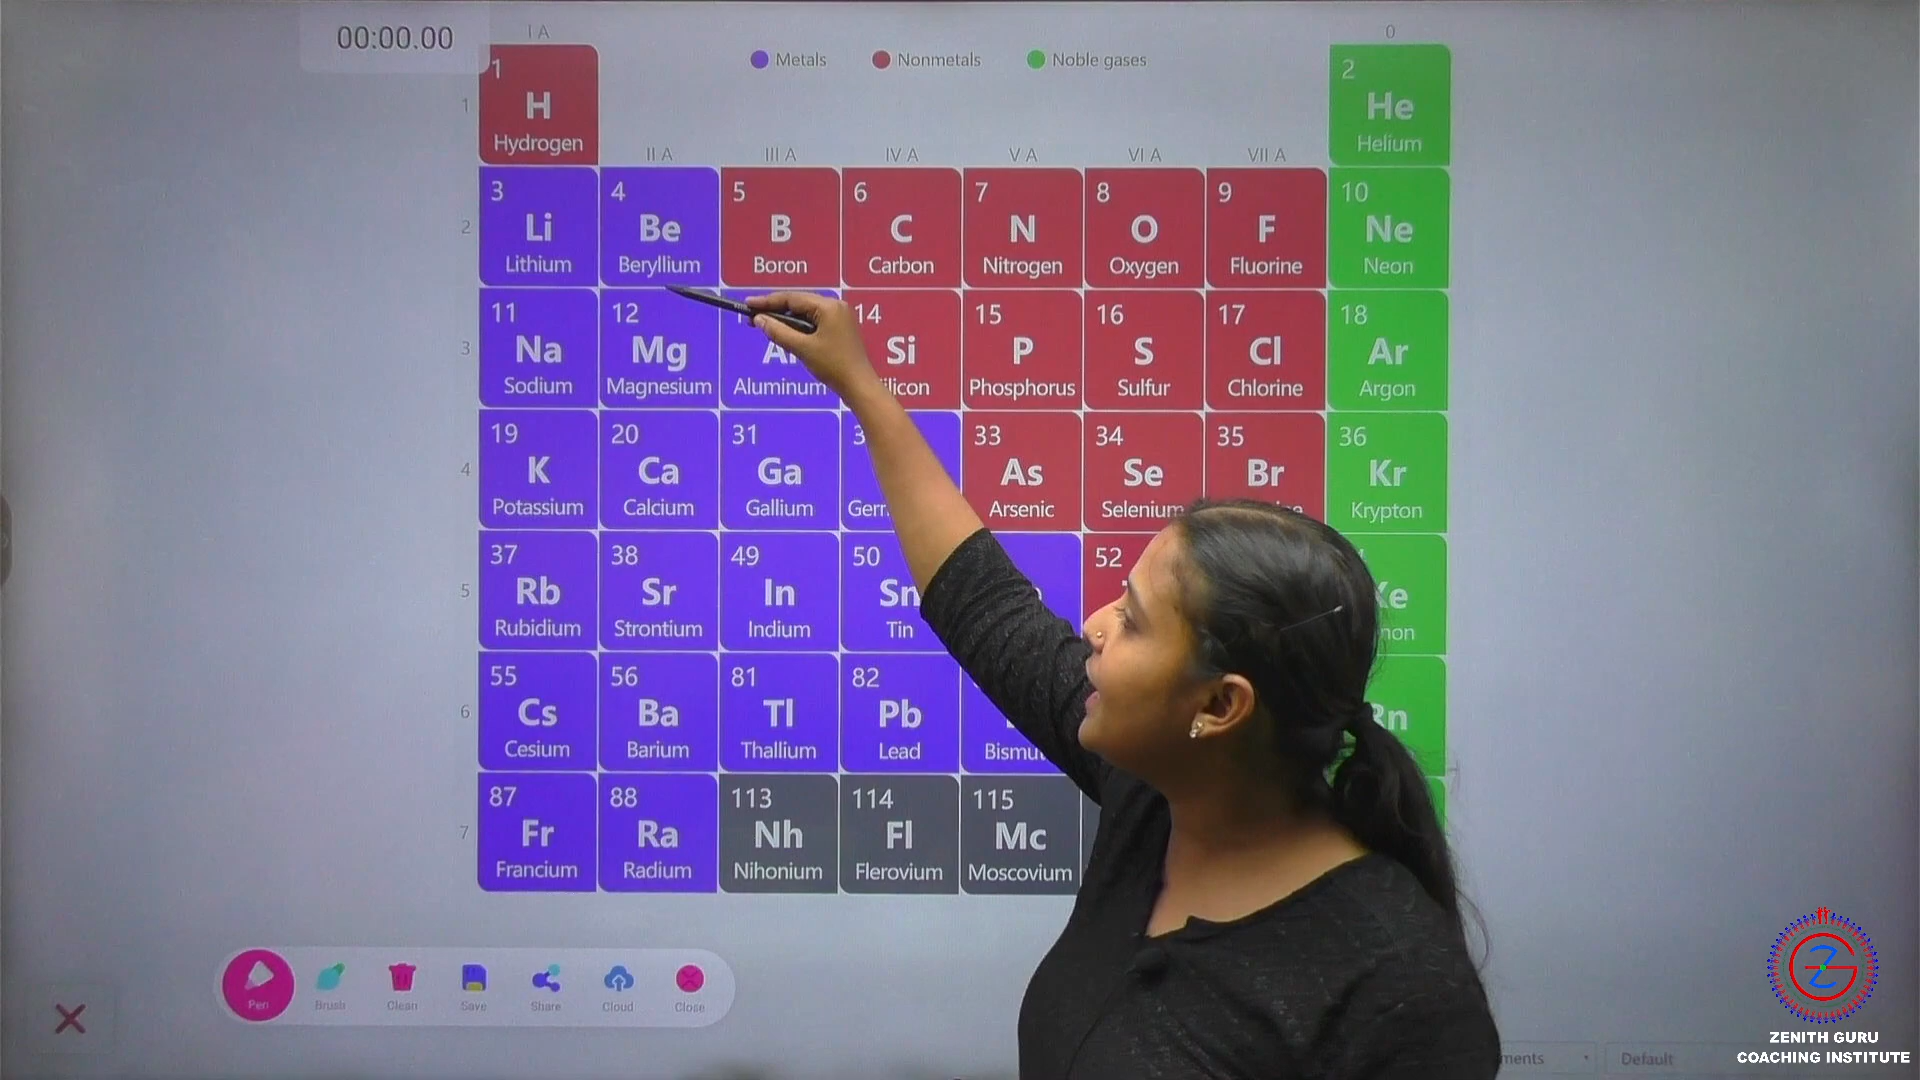 00:00.00
I A
0
Metals Nonmetals Noble gases
1 H Hydrogen
2 He Helium
1
II A III A IV A V A VI A VII A
3 Li Lithium
4 Be Beryllium
5 B Boron
6 C Carbon
7 N Nitrogen
8 O Oxygen
9 F Fluorine
10 Ne Neon
2
11 Na Sodium
12 Mg Magnesium
Aluminum
14 Si
15 P Phosphorus
16 S Sulfur
17 Cl Chlorine
18 Ar Argon
3
19 K Potassium
20 Ca Calcium
31 Ga Gallium
33 As Arsenic
34 Se Selenium
35 Br
36 Kr Krypton
4
37 Rb Rubidium
38 Sr Strontium
49 In Indium
50 Sn Tin
52
5
55 Cs Cesium
56 Ba Barium
81 Tl Thallium
82 Pb Lead
6
87 Fr Francium
88 Ra Radium
113 Nh Nihonium
114 Fl Flerovium
115 Mc Moscovium
7
Pen Brush Clean Save Share Cloud Close
Default
ZENITH GURU
COACHING INSTITUTE